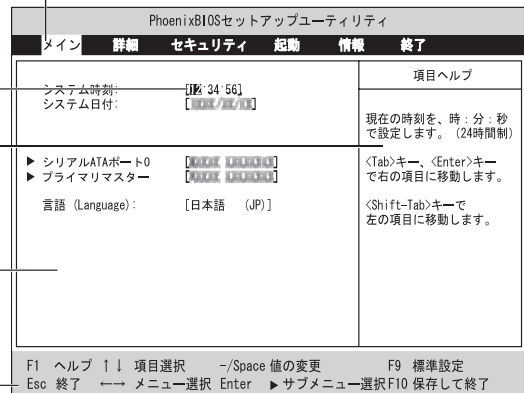 PhoenixBIOSセットアップユーティリティ
メイン 詳細 セキュリティ 起動 情報 終了
項目ヘルプ
システム時刻: [12:34:56]
システム日付:
現在の時刻を、時:分:秒
で設定します。(24時間制)
▶ シリアルATAポート0
▶ プライマリマスター
<Tab>キー、<Enter>キー
で右の項目に移動します。
言語 (Language): [日本語 (JP)]
<Shift-Tab>キーで
左の項目に移動します。
F1 ヘルプ ↑↓ 項目選択 -/Space 値の変更 F9 標準設定
Esc 終了 ←→ メニュー選択 Enter ▶サブメニュー選択 F10 保存して終了